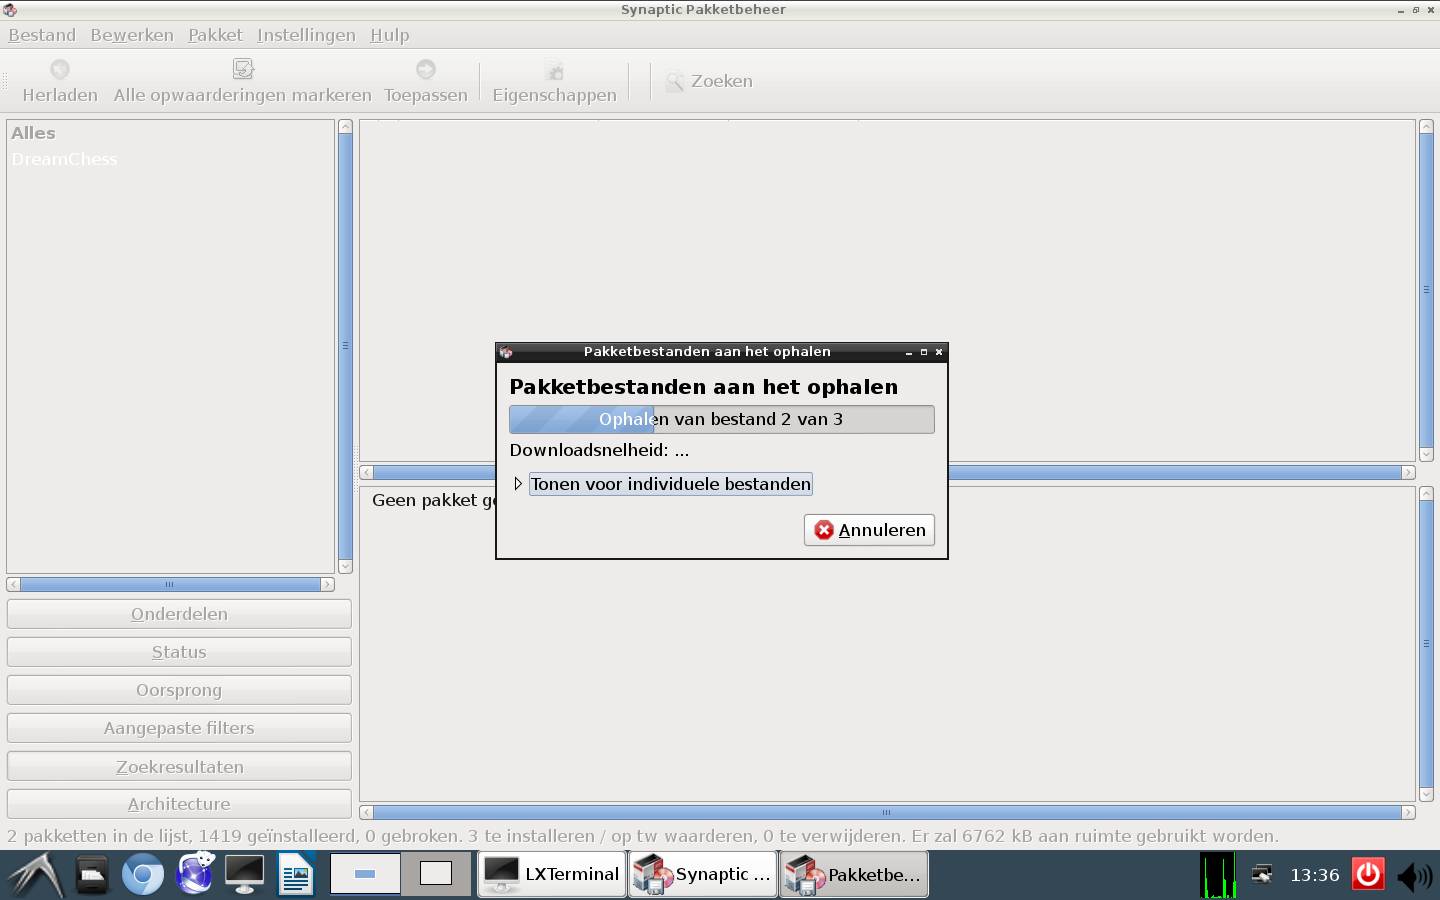 Synaptic Pakketbeheer
Bestand Bewerken Pakket Instellingen Hulp
Herladen Alle opwaarderingen markeren Toepassen Eigenschappen Zoeken
Alles
DreamChess
Pakketbestanden aan het ophalen
Pakketbestanden aan het ophalen
Ophalen van bestand 2 van 3
Downloadsnelheid: ...
Tonen voor individuele bestanden
Annuleren
Geen pakket
Onderdelen
Status
Oorsprong
Aangepaste filters
Zoekresultaten
Architecture
2 pakketten in de lijst, 1419 geïnstalleerd, 0 gebroken. 3 te installeren / op tw waarderen, 0 te verwijderen. Er zal 6762 kB aan ruimte gebruikt worden.
LXTerminal Synaptic ... Pakketbe... 13:36